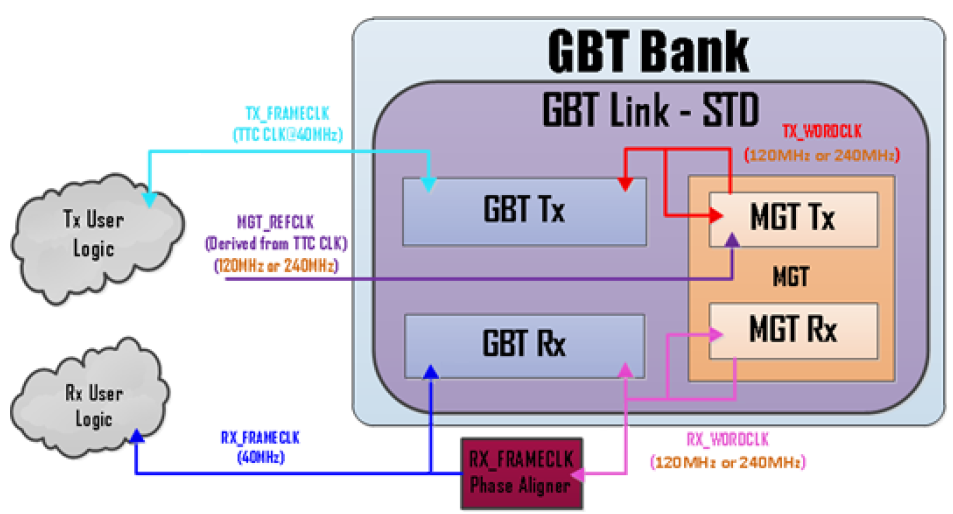 GBT Bank
GBT Link - STD
TX_FRAMECLK
(TTC CLK@40MHz)
TX_WORDCLK
(120MHz or 240MHz)
Tx User
Logic
GBT Tx
MGT Tx
MGT_REFCLK
(Derived from TTC CLK)
(120MHz or 240MHz)
MGT
GBT Rx
MGT Rx
Rx User
Logic
RX_FRAMECLK
(40MHz)
RX_FRAMECLK
Phase Aligner
RX_WORDCLK
(120MHz or 240MHz)